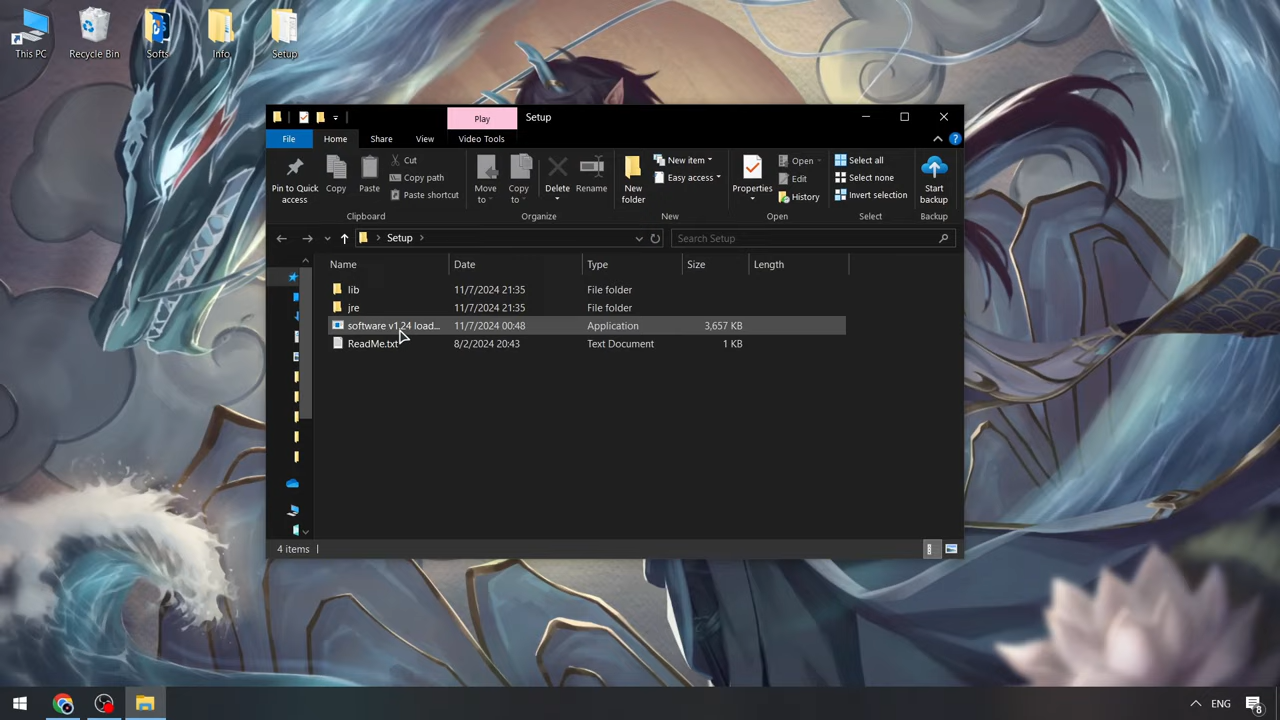 This PC
Recycle Bin
Softs
Info
Setup
Play
Setup
File
Home
Share
View
Video Tools
Pin to Quick access
Copy
Paste
Cut
Copy path
Paste shortcut
Move to
Copy to
Delete
Rename
New folder
New item
Easy access
Properties
Open
Edit
History
Select all
Select none
Invert selection
Start backup
Clipboard
Organize
New
Open
Select
Backup
Setup
Search Setup
Name
Date
Type
Size
Length
lib
11/7/2024 21:35
File folder
jre
11/7/2024 21:35
File folder
software v1.24 load...
11/7/2024 00:48
Application
3,657 KB
ReadMe.txt
8/2/2024 20:43
Text Document
1 KB
4 items
ENG
8